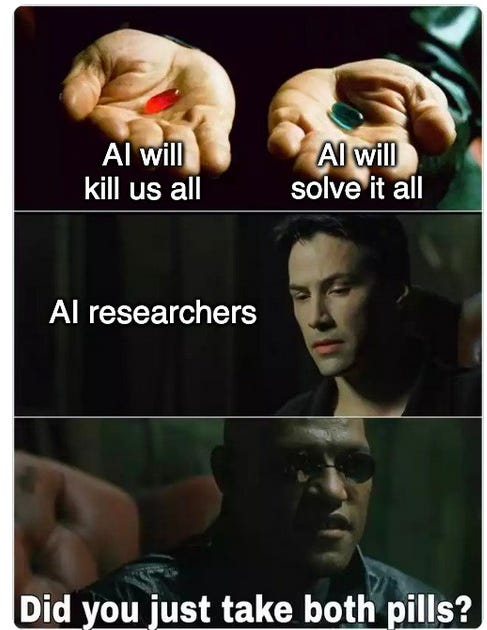 AI will
kill us all
AI will
solve it all
AI researchers
Did you just take both pills?